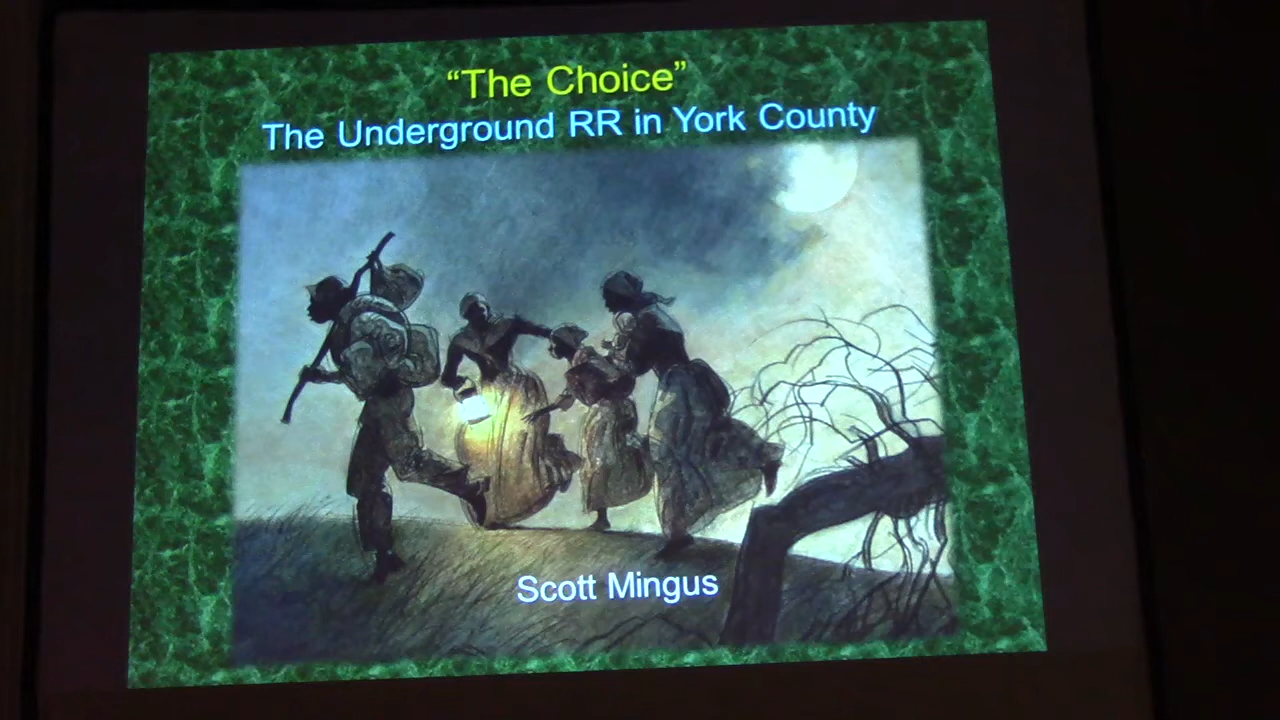 “The Choice”
The Underground RR in York County
Scott Mingus